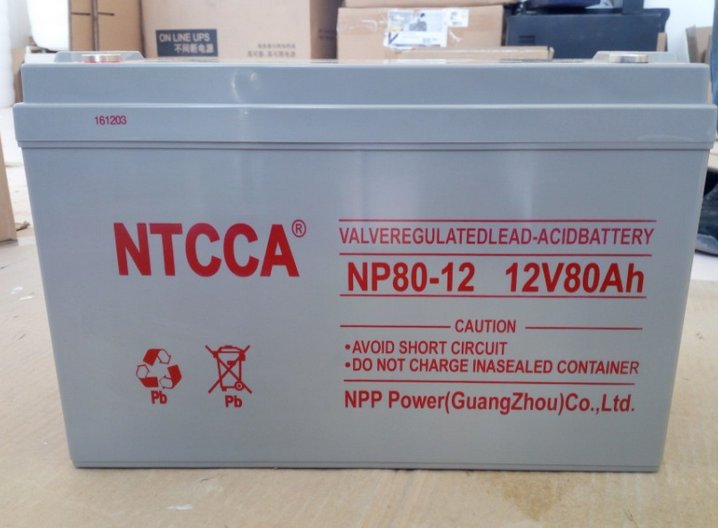 ON LINE UPS
不间断电源
161203
NTCCA®
VALVEREGULATEDLEAD-ACIDBATTERY
NP80-12 12V80Ah
CAUTION
•AVOID SHORT CIRCUIT
•DO NOT CHARGE INASEALED CONTAINER
NPP Power(GuangZhou)Co.,Ltd.
Pb
Pb